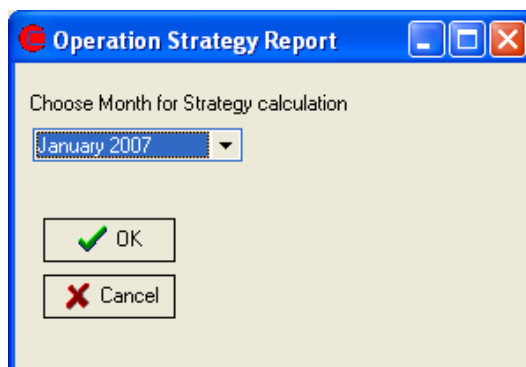 Operation Strategy Report
Choose Month for Strategy calculation
January 2007
OK
Cancel